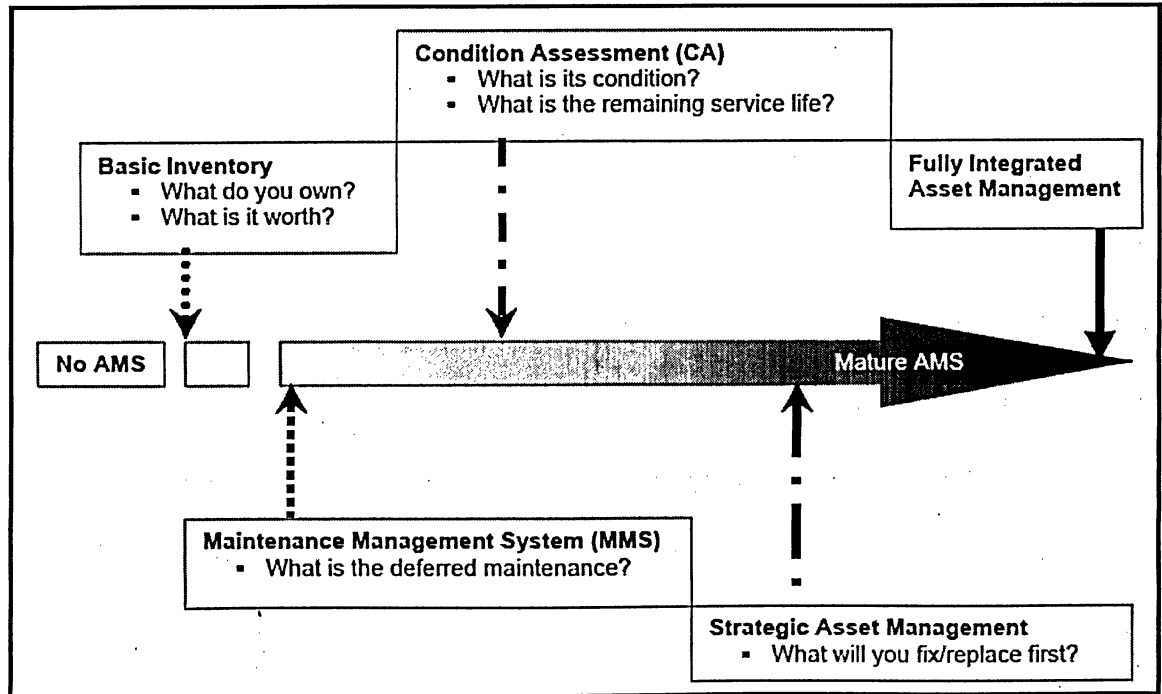 Condition Assessment (CA)
▪ What is its condition?
▪ What is the remaining service life?
Basic Inventory
▪ What do you own?
▪ What is it worth?
Fully Integrated
Asset Management
No AMS
Mature AMS
Maintenance Management System (MMS)
▪ What is the deferred maintenance?
Strategic Asset Management
▪ What will you fix/replace first?